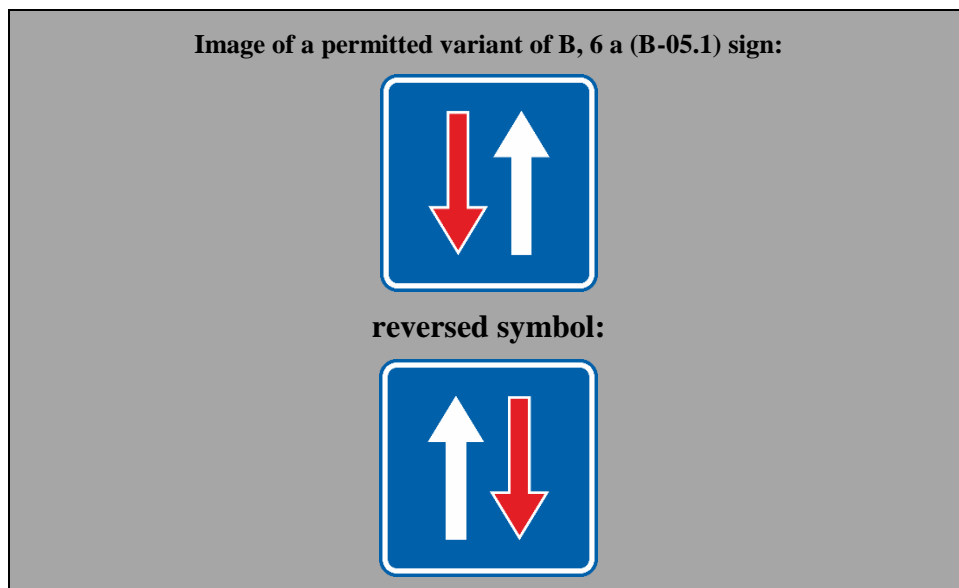 Image of a permitted variant of B, 6 a (B-05.1) sign:
reversed symbol: